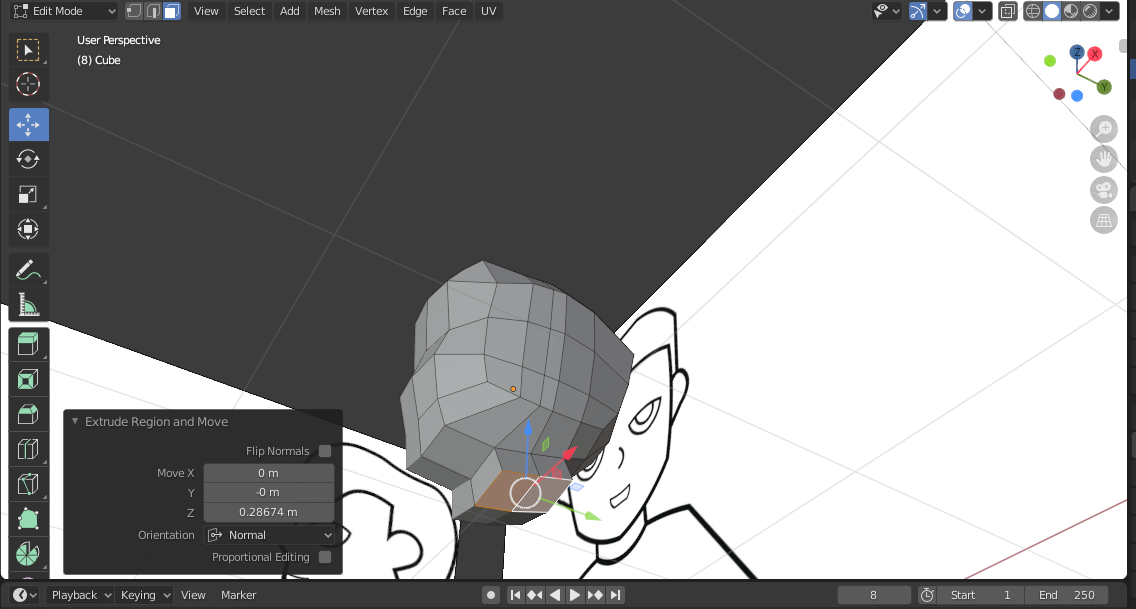 Edit Mode View Select Add Mesh Vertex Edge Face UV
User Perspective
(8) Cube
Z X
Y
Extrude Region and Move
Flip Normals
Move X 0 m
Y -0 m
Z 0.28674 m
Orientation Normal
Proportional Editing
Playback Keying View Marker 8 Start 1 End 250